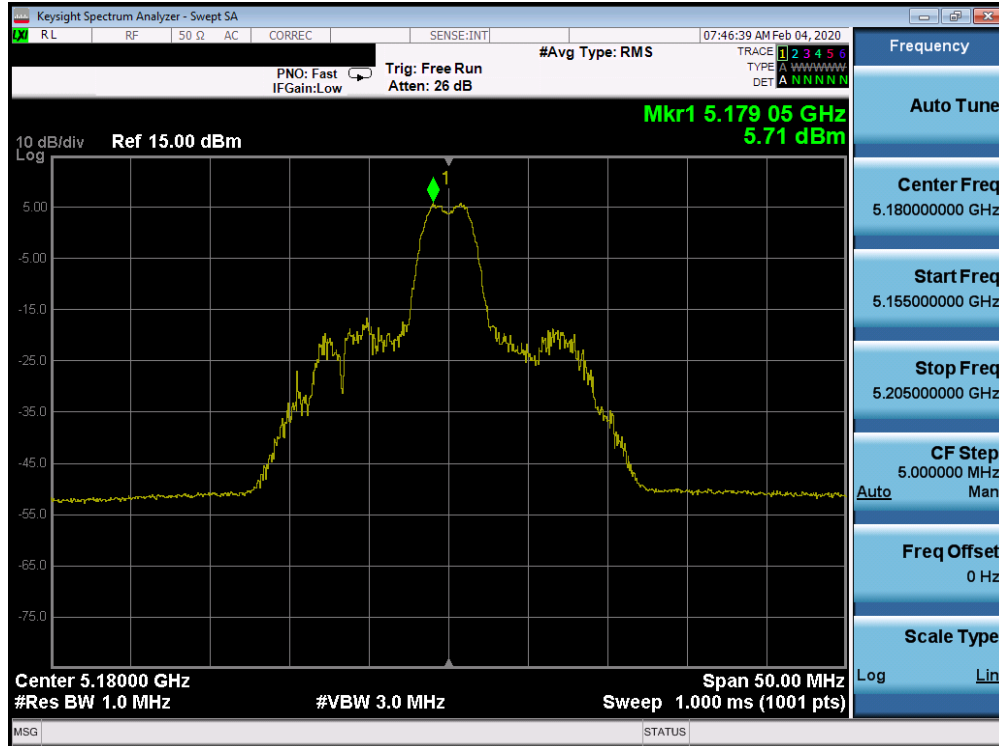 Keysight Spectrum Analyzer - Swept SA
LXI RL RF 50 Ω AC CORREC SENSE:INT 07:46:39 AM Feb 04, 2020
#Avg Type: RMS TRACE 1 2 3 4 5 6
PNO: Fast Trig: Free Run TYPE A WWWWW
IFGain:Low Atten: 26 dB DET A N N N N N
Mkr1 5.179 05 GHz
10 dB/div Ref 15.00 dBm 5.71 dBm
Log
1
5.00
-5.00
-15.0
-25.0
-35.0
-45.0
-55.0
-65.0
-75.0
Center 5.18000 GHz Span 50.00 MHz
#Res BW 1.0 MHz #VBW 3.0 MHz Sweep 1.000 ms (1001 pts)
MSG STATUS
Frequency
Auto Tune
Center Freq
5.180000000 GHz
Start Freq
5.155000000 GHz
Stop Freq
5.205000000 GHz
CF Step
5.000000 MHz
Auto Man
Freq Offset
0 Hz
Scale Type
Log Lin